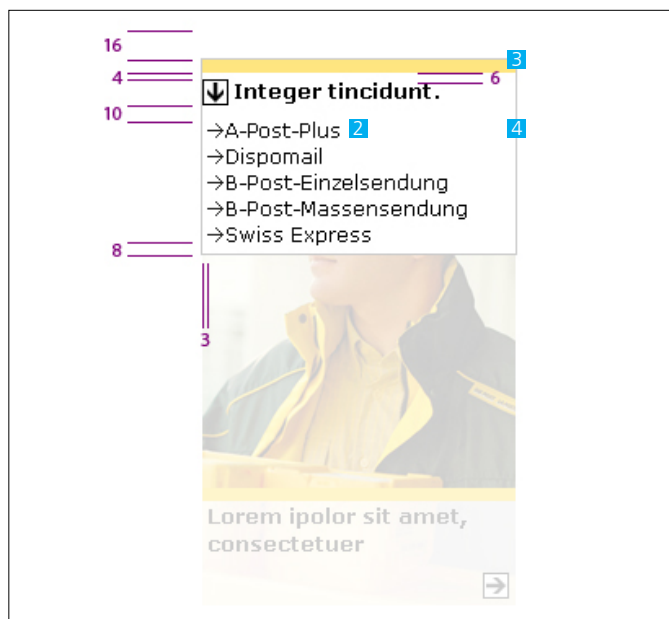 16
3
4
6
↓ Integer tincidunt.
10
→A-Post-Plus 2
4
→Dispomail
→B-Post-Einzelsendung
→B-Post-Massensendung
→Swiss Express
8
3
Lorem ipolor sit amet,
consectetuer
→